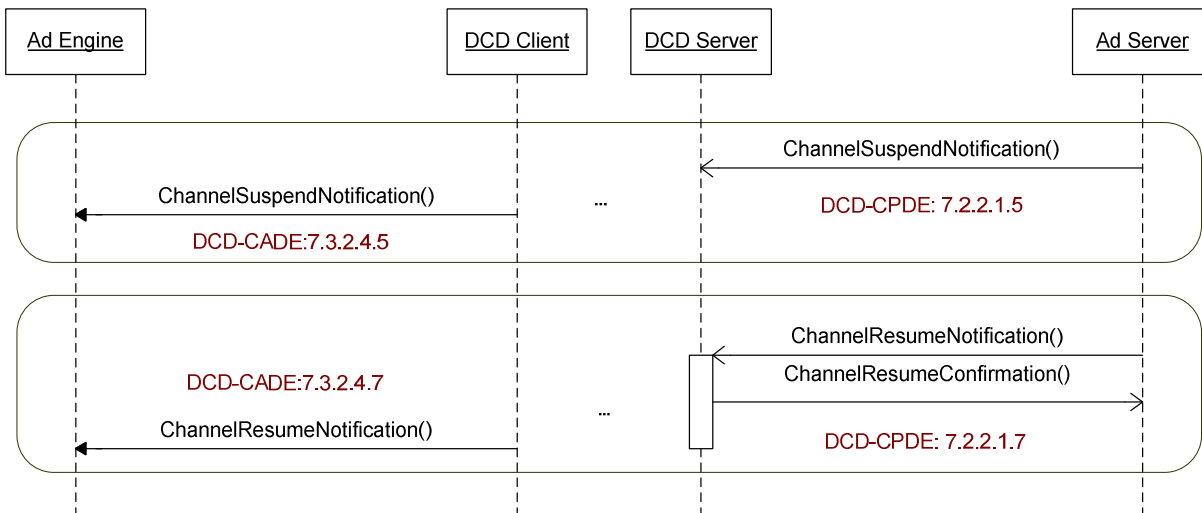 Ad Engine
DCD Client
DCD Server
Ad Server
ChannelSuspendNotification()
ChannelSuspendNotification()
...
DCD-CPDE: 7.2.2.1.5
DCD-CADE:7.3.2.4.5
ChannelResumeNotification()
DCD-CADE:7.3.2.4.7
ChannelResumeConfirmation()
...
ChannelResumeNotification()
DCD-CPDE: 7.2.2.1.7